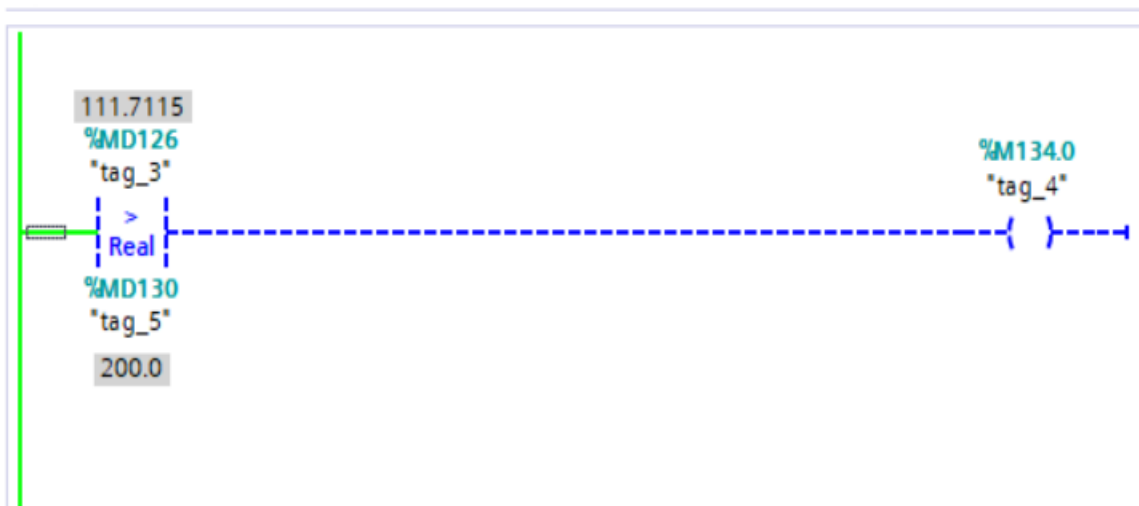 111.7115
%MD126
"tag_3"
>
Real
%MD130
"tag_5"
200.0
%M134.0
"tag_4"